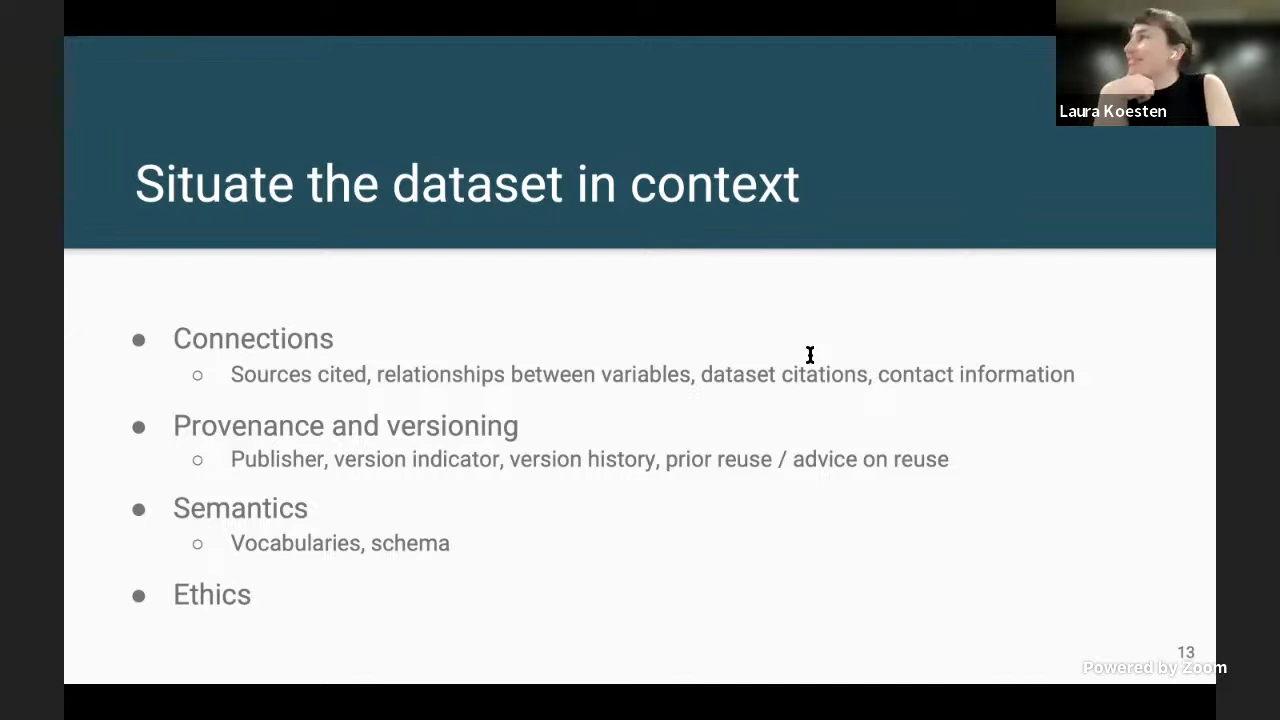 Laura Koesten
Situate the dataset in context
● Connections
○ Sources cited, relationships between variables, dataset citations, contact information
● Provenance and versioning
○ Publisher, version indicator, version history, prior reuse / advice on reuse
● Semantics
○ Vocabularies, schema
● Ethics
13
Powered by Zoom